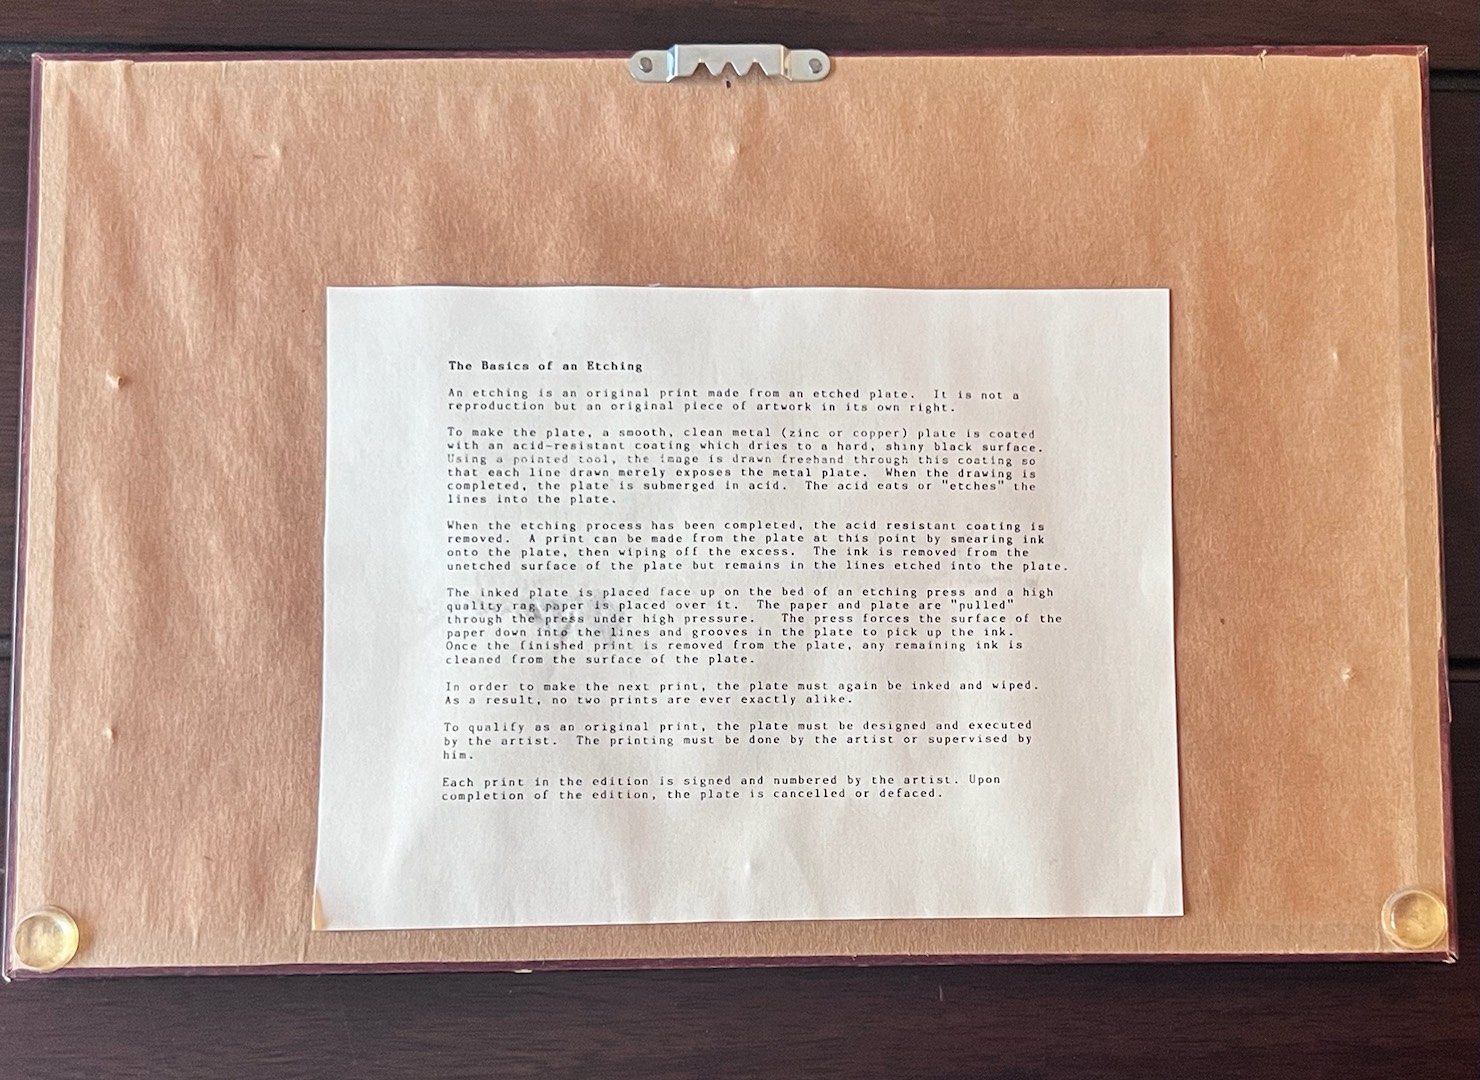 The Basics of an Etching
An etching is an original print made from an etched plate.  It is not a
reproduction but an original piece of artwork in its own right.
To make the plate, a smooth, clean metal (zinc or copper) plate is coated
with an acid-resistant coating which dries to a hard, shiny black surface.
Using a pointed tool, the image is drawn freehand through this coating so
that each line drawn merely exposes the metal plate.  When the drawing is
completed, the plate is submerged in acid.  The acid eats or "etches" the
lines into the plate.
When the etching process has been completed, the acid resistant coating is
removed.  A print can be made from the plate at this point by smearing ink
onto the plate, then wiping off the excess.  The ink is removed from the
unetched surface of the plate but remains in the lines etched into the plate.
The inked plate is placed face up on the bed of an etching press and a high
quality rag paper is placed over it.  The paper and plate are "pulled"
through the press under high pressure.   The press forces the surface of the
paper down into the lines and grooves in the plate to pick up the ink.
Once the finished print is removed from the plate, any remaining ink is
cleaned from the surface of the plate.
In order to make the next print, the plate must again be inked and wiped.
As a result, no two prints are ever exactly alike.
To qualify as an original print, the plate must be designed and executed
by the artist.  The printing must be done by the artist or supervised by
him.
Each print in the edition is signed and numbered by the artist. Upon
completion of the edition, the plate is cancelled or defaced.